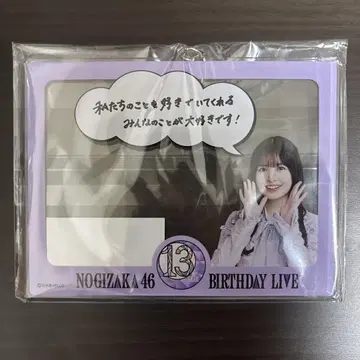 私たちのことを好きでいてくれる
みんなのことが大好きです!
NOGIZAKA46 13 BIRTHDAY LIVE